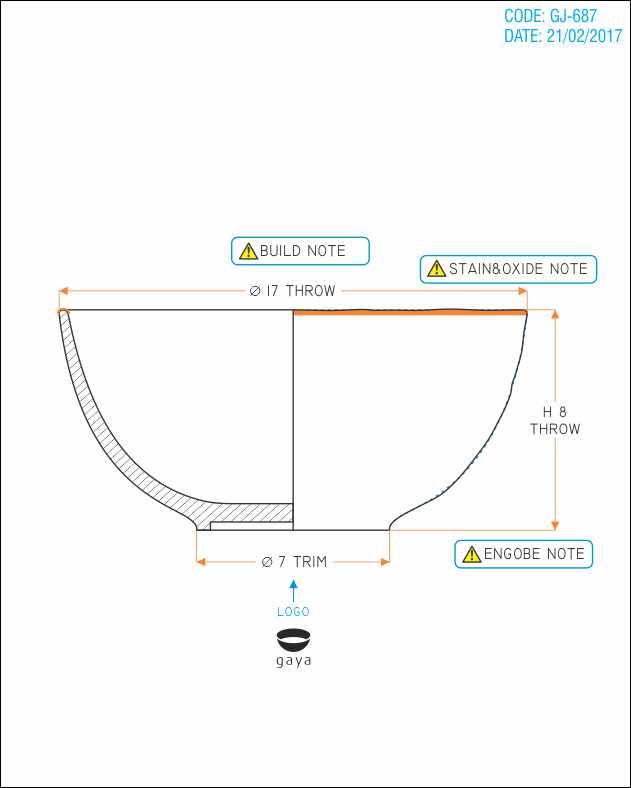 CODE: GJ-687
DATE: 21/02/2017
BUILD NOTE
STAIN&OXIDE NOTE
Ø 17 THROW
H 8
THROW
ENGOBE NOTE
Ø 7 TRIM
LOGO
gaya